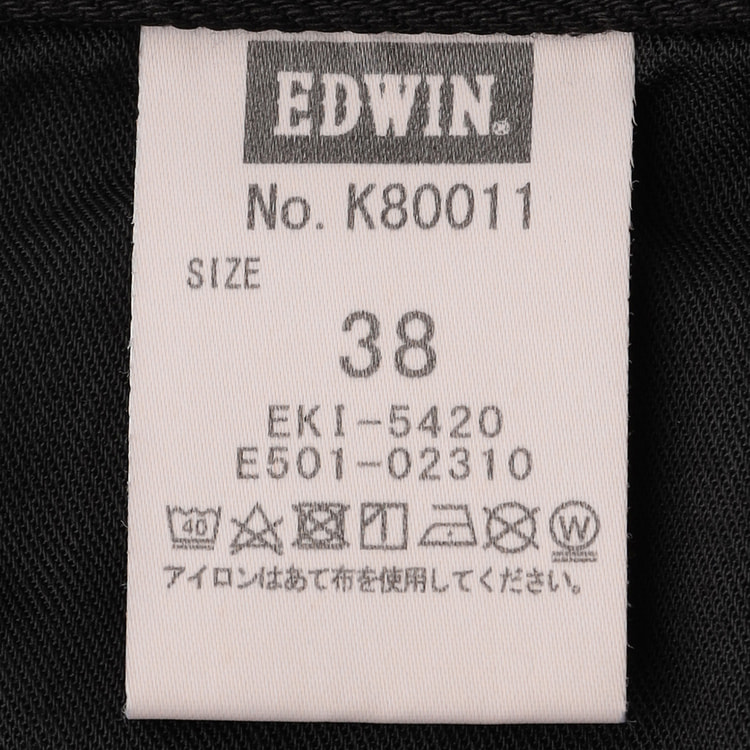 EDWIN®
No. K80011
SIZE
38
EKI-5420
E501-02310
40 W
アイロンはあて布を使用してください。